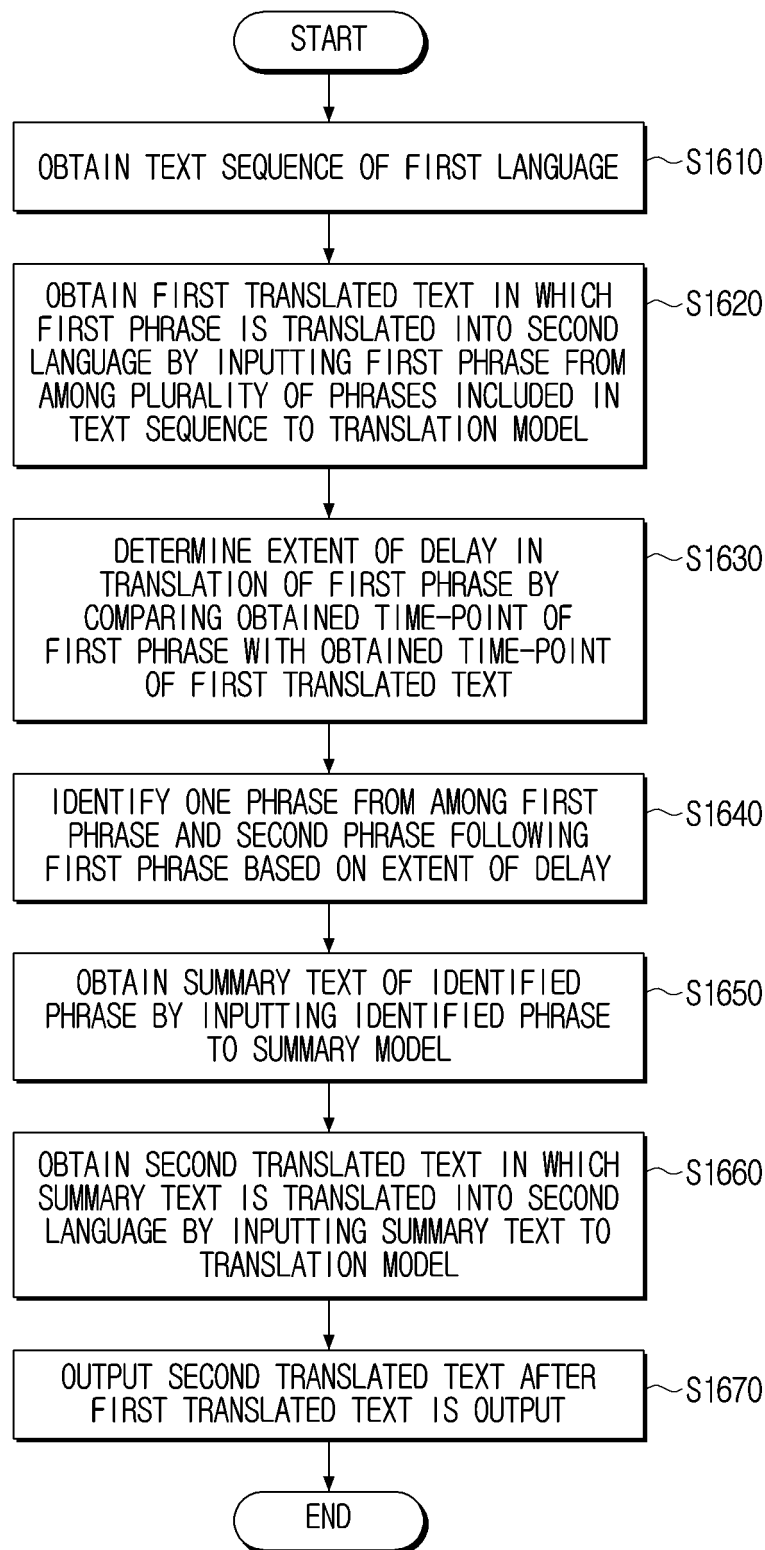 START
OBTAIN TEXT SEQUENCE OF FIRST LANGUAGE
S1610
OBTAIN FIRST TRANSLATED TEXT IN WHICH
FIRST PHRASE IS TRANSLATED INTO SECOND
LANGUAGE BY INPUTTING FIRST PHRASE FROM
AMONG PLURALITY OF PHRASES INCLUDED IN
TEXT SEQUENCE TO TRANSLATION MODEL
S1620
DETERMINE EXTENT OF DELAY IN
TRANSLATION OF FIRST PHRASE BY
COMPARING OBTAINED TIME-POINT OF
FIRST PHRASE WITH OBTAINED TIME-POINT
OF FIRST TRANSLATED TEXT
S1630
IDENTIFY ONE PHRASE FROM AMONG FIRST
PHRASE AND SECOND PHRASE FOLLOWING
FIRST PHRASE BASED ON EXTENT OF DELAY
S1640
OBTAIN SUMMARY TEXT OF IDENTIFIED
PHRASE BY INPUTTING IDENTIFIED PHRASE
TO SUMMARY MODEL
S1650
OBTAIN SECOND TRANSLATED TEXT IN WHICH
SUMMARY TEXT IS TRANSLATED INTO SECOND
LANGUAGE BY INPUTTING SUMMARY TEXT TO
TRANSLATION MODEL
S1660
OUTPUT SECOND TRANSLATED TEXT AFTER
FIRST TRANSLATED TEXT IS OUTPUT
S1670
END